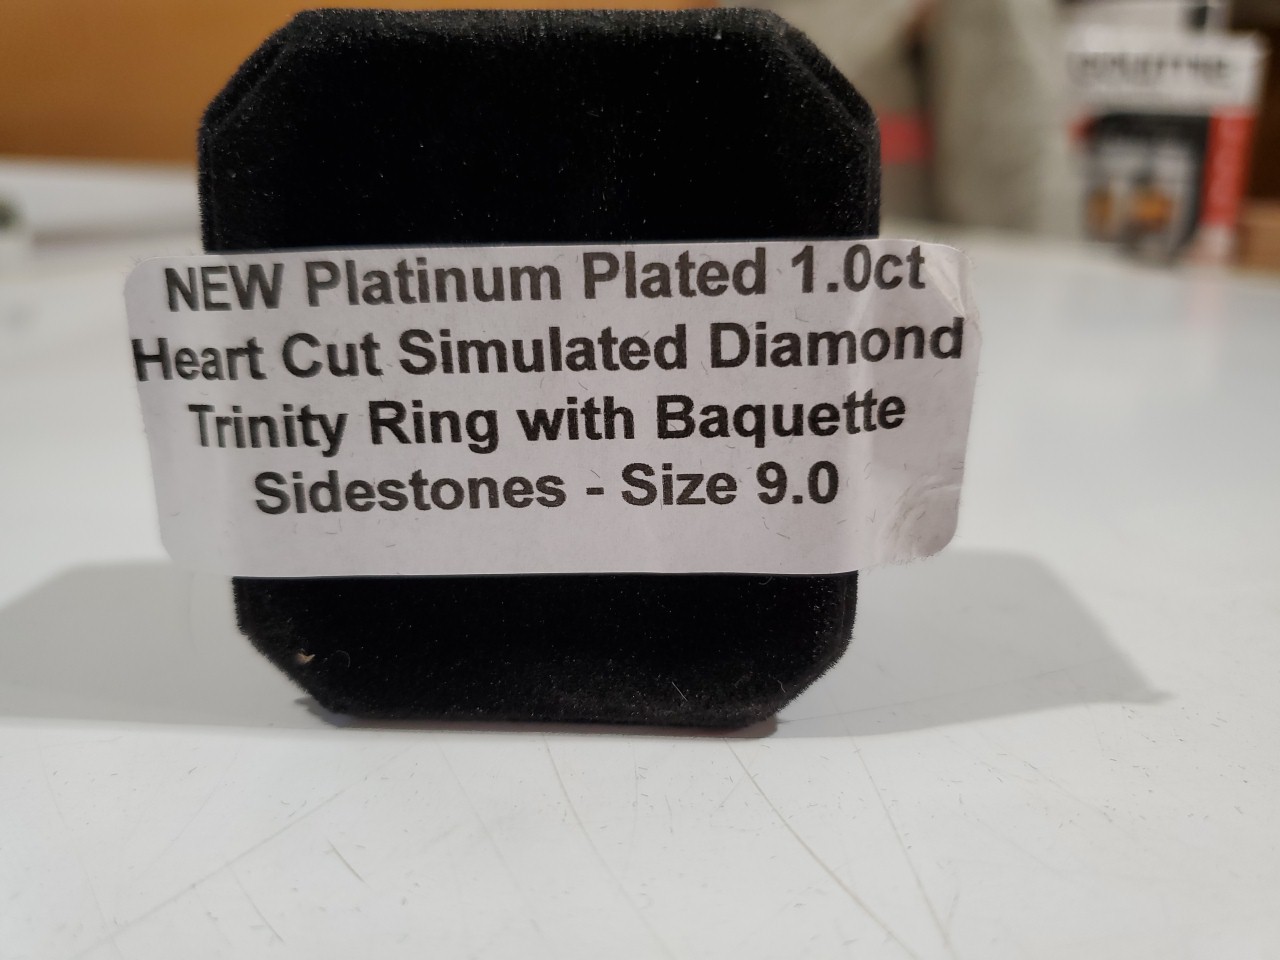 NEW Platinum Plated 1.0ct
Heart Cut Simulated Diamond
Trinity Ring with Baquette
Sidestones - Size 9.0